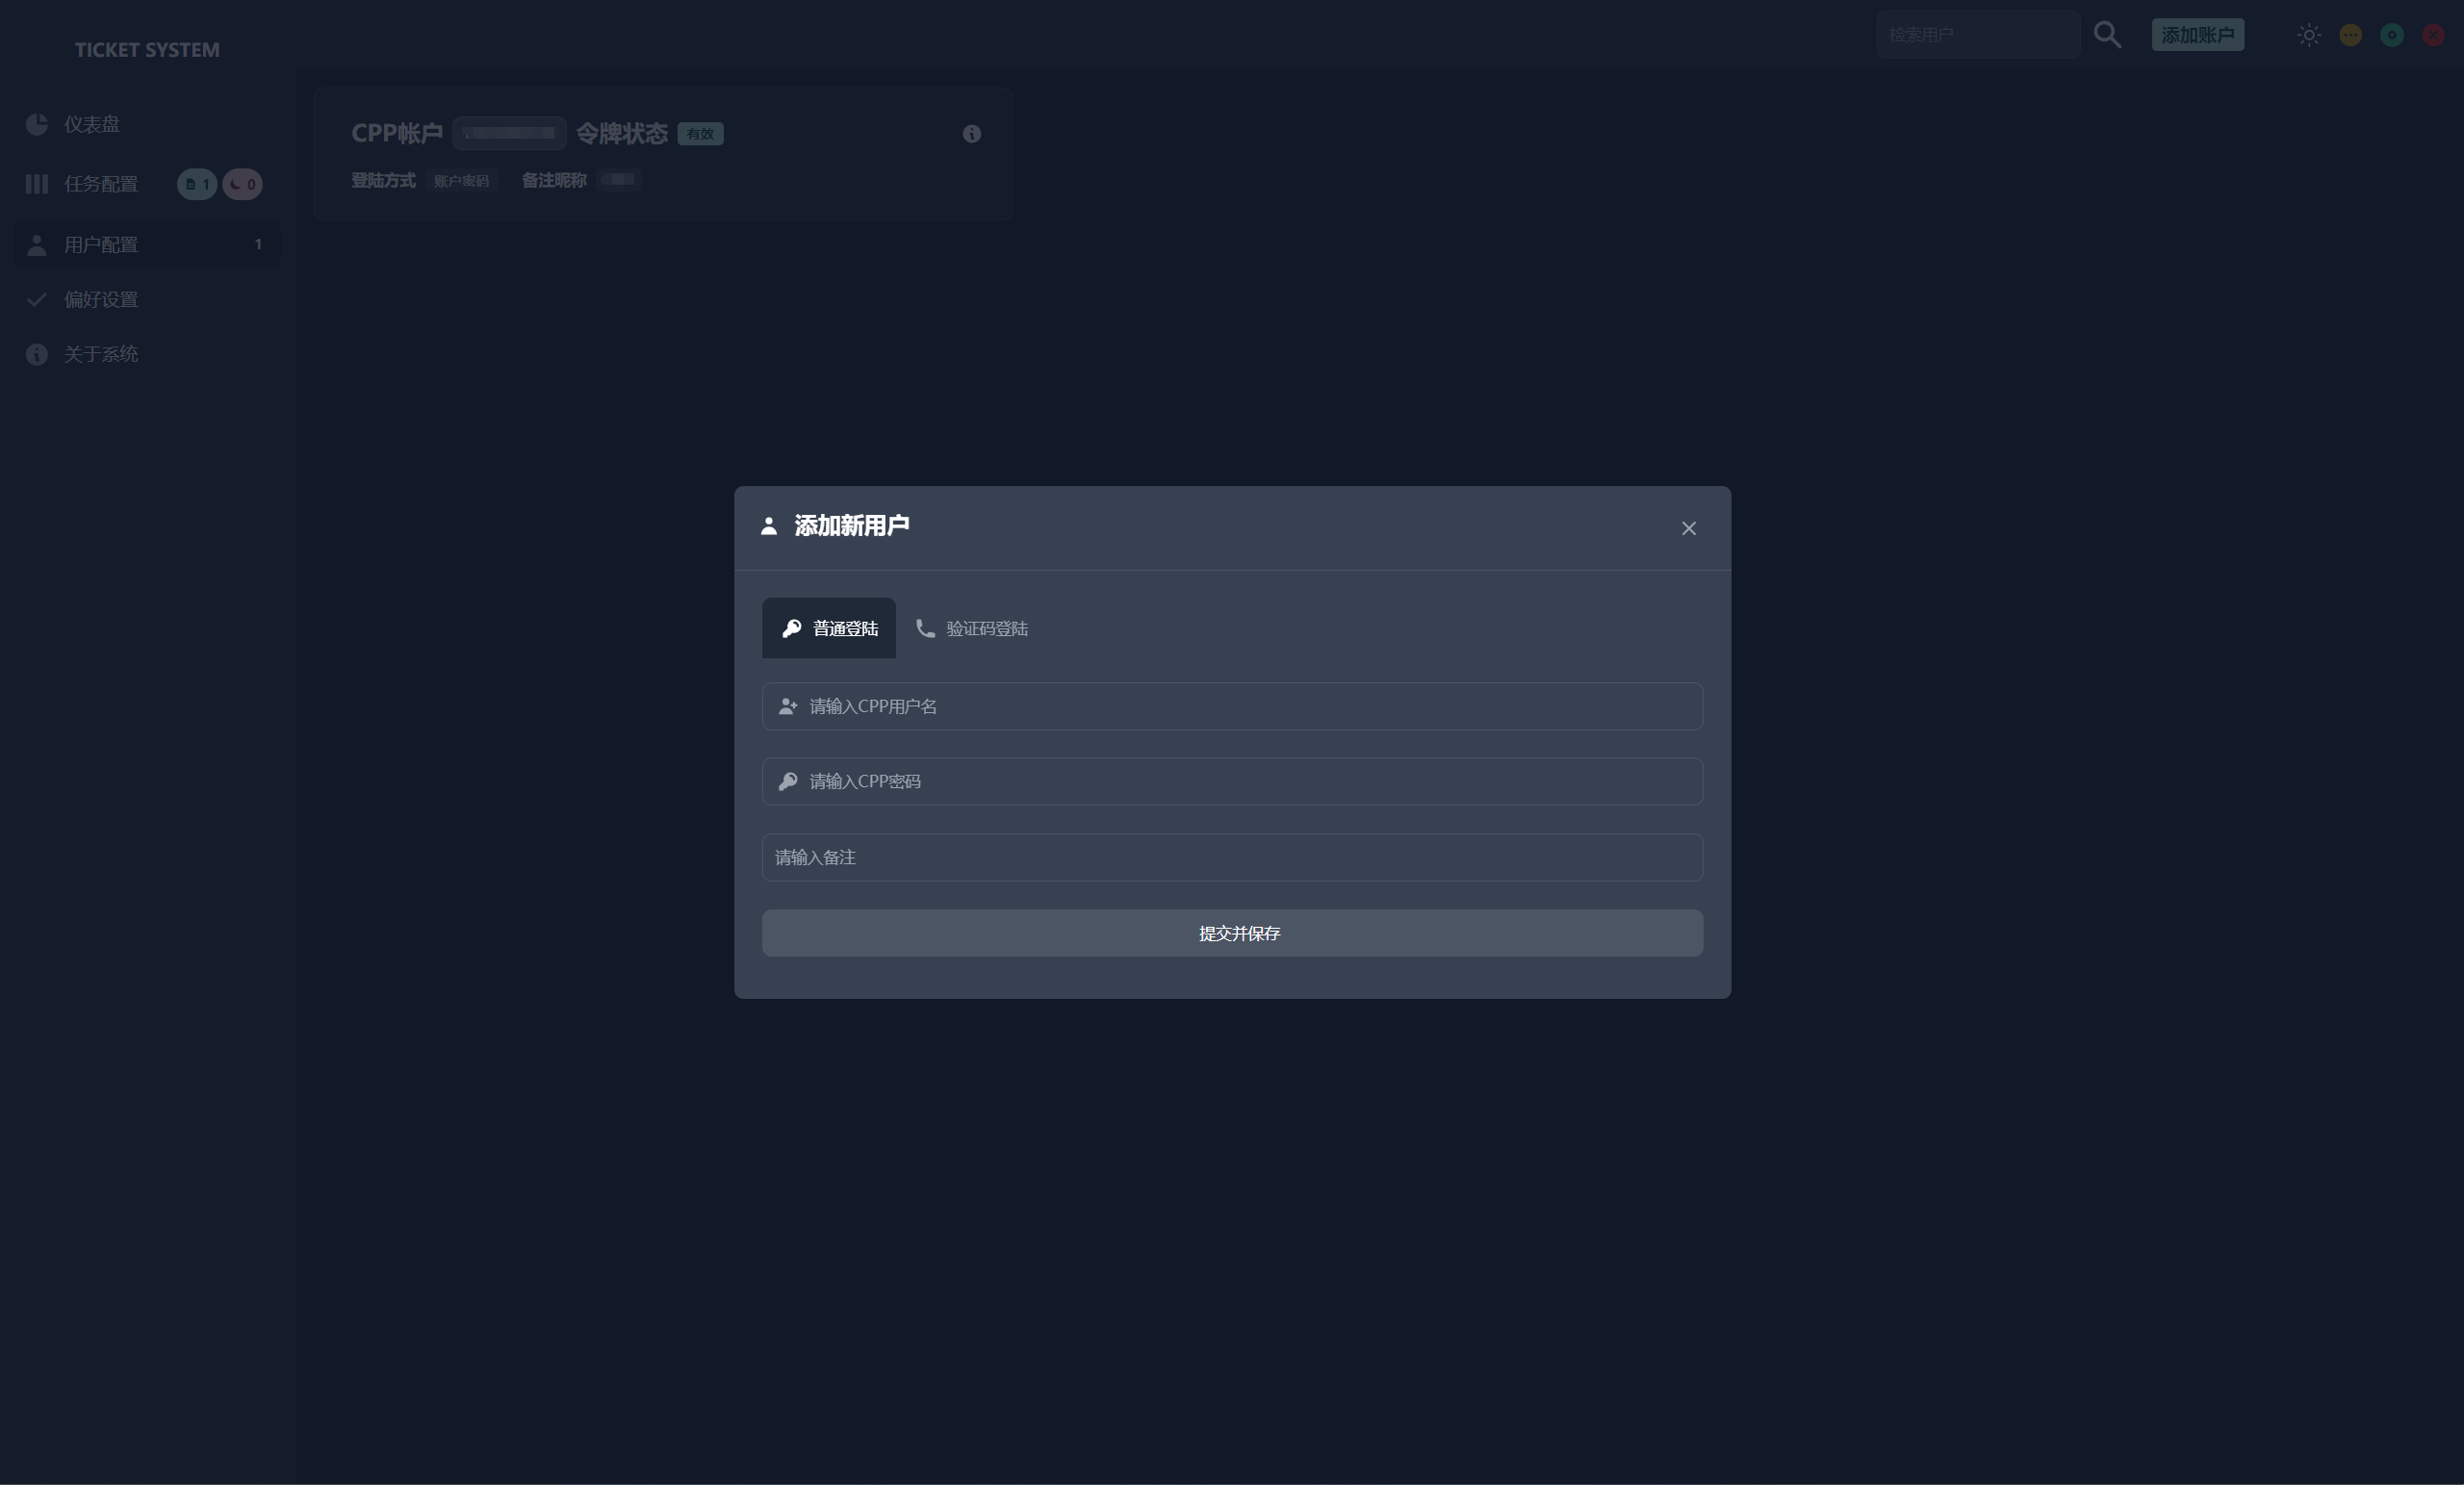 TICKET SYSTEM
检索用户
添加账户
仪表盘
任务配置 1 0
用户配置 1
偏好设置
关于系统
CPP帐户 令牌状态 有效
登陆方式 账户密码 备注昵称
添加新用户
普通登陆 验证码登陆
请输入CPP用户名
请输入CPP密码
请输入备注
提交并保存